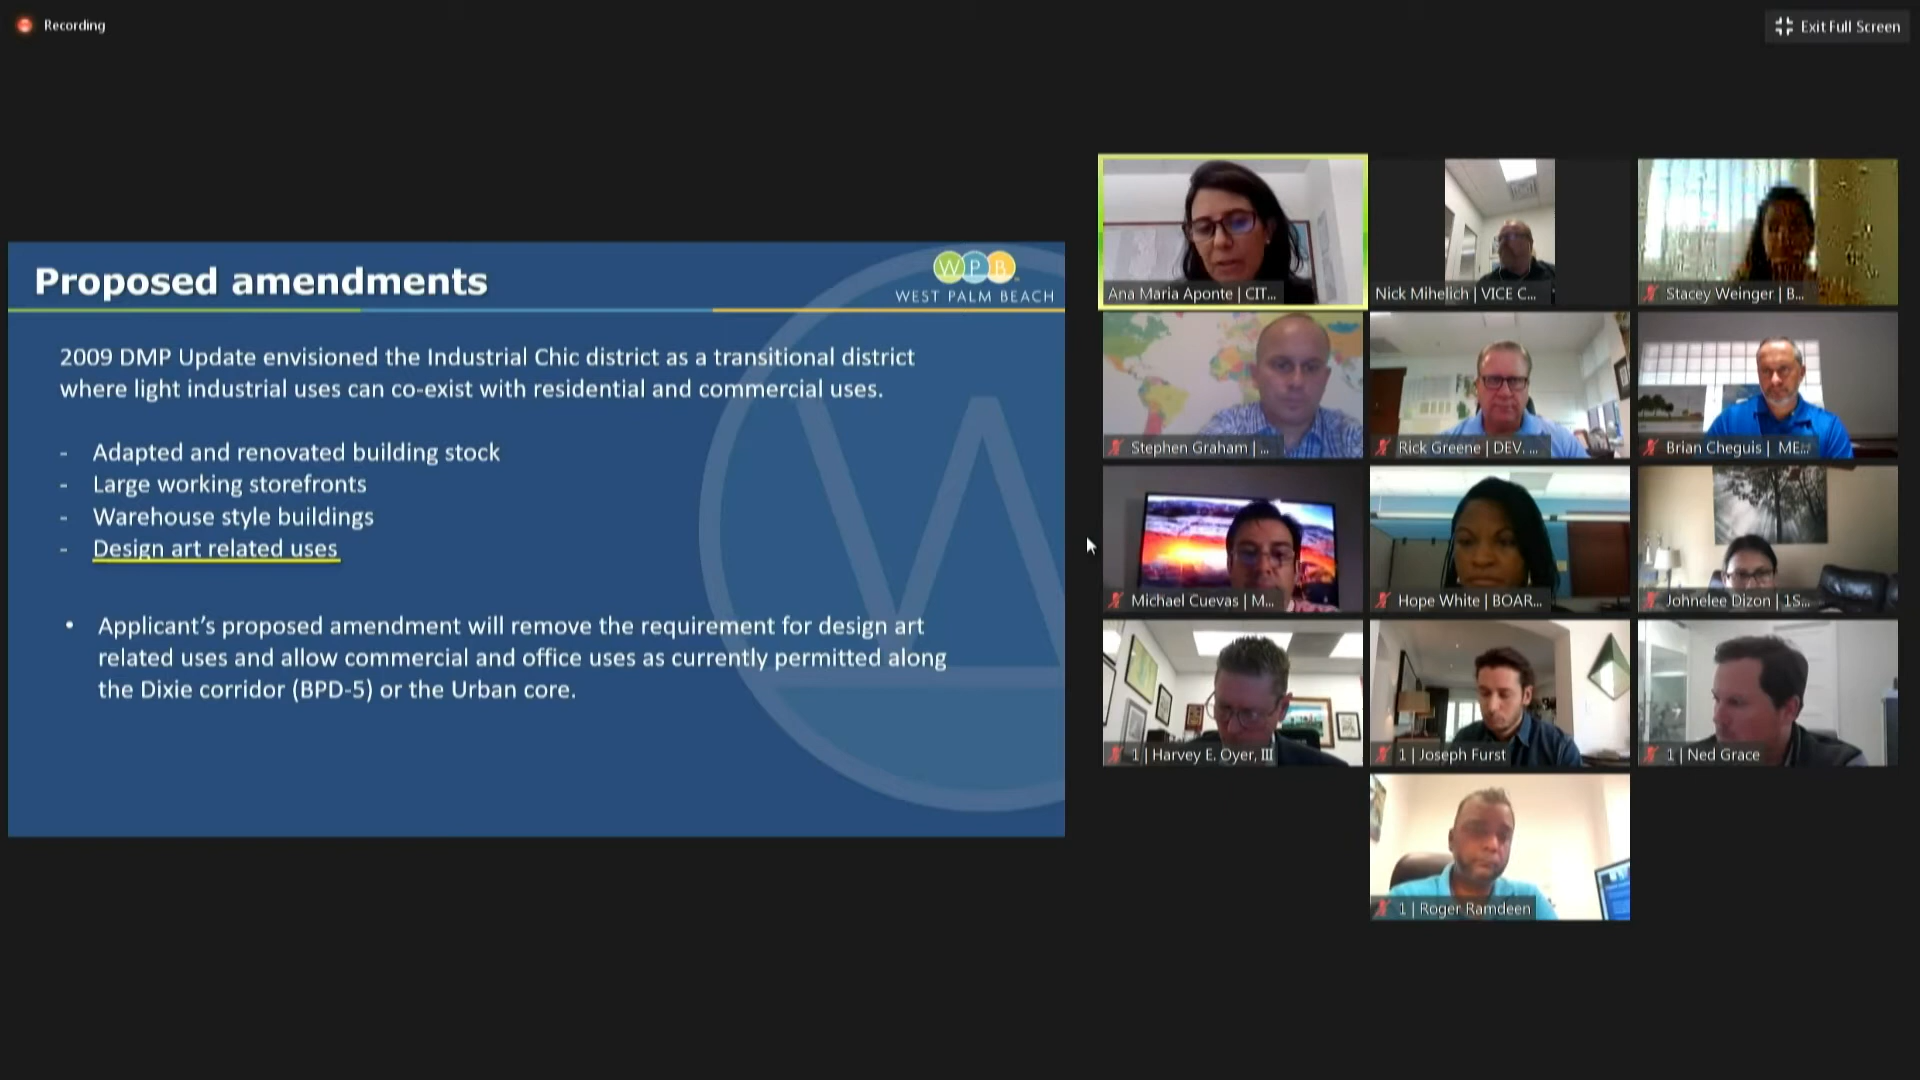 Recording
Exit Full Screen
Proposed amendments
WPB
WEST PALM BEACH
2009 DMP Update envisioned the Industrial Chic district as a transitional district
where light industrial uses can co-exist with residential and commercial uses.
- Adapted and renovated building stock
- Large working storefronts
- Warehouse style buildings
- Design art related uses
• Applicant’s proposed amendment will remove the requirement for design art
related uses and allow commercial and office uses as currently permitted along
the Dixie corridor (BPD-5) or the Urban core.
Ana Maria Aponte | CIT...
Nick Mihelich | VICE C...
Stacey Weinger | B...
Stephen Graham | ...
Rick Greene | DEV. ...
Brian Cheguis | ME...
Michael Cuevas | M...
Hope White | BOAR...
Johnelee Dizon | 1S...
1 | Harvey E. Oyer, III
1 | Joseph Furst
1 | Ned Grace
1 | Roger Ramdeen